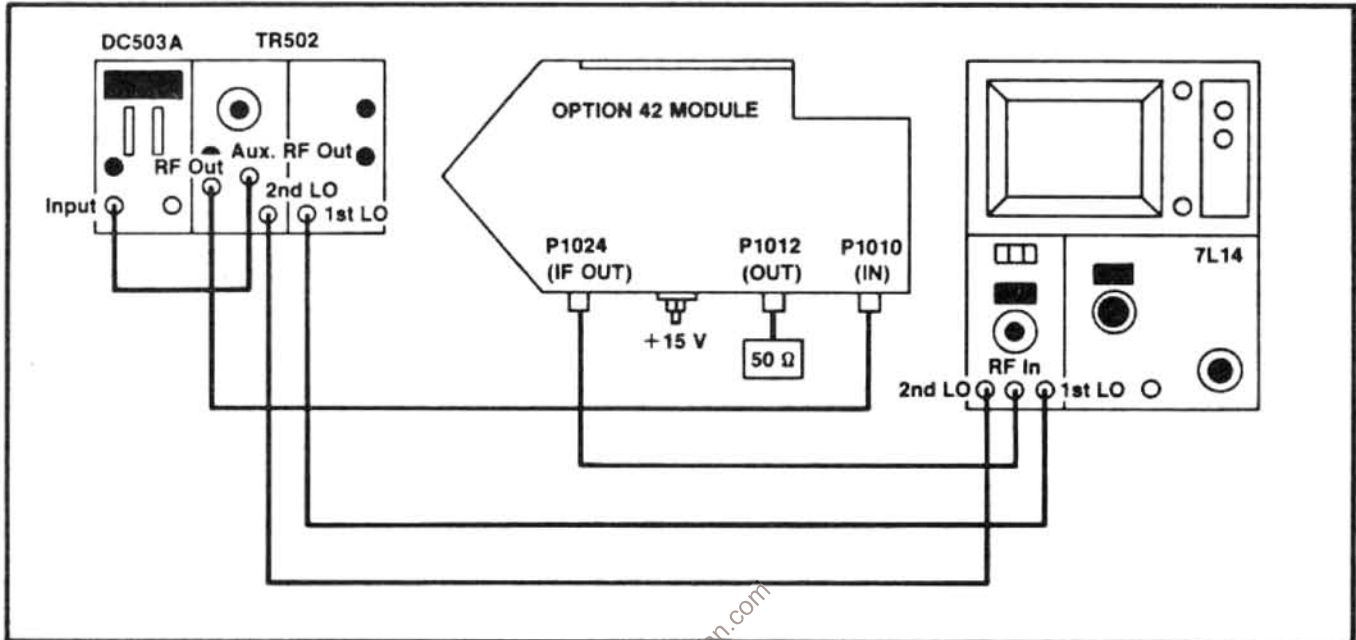 DC503A TR502
OPTION 42 MODULE
RF Out Aux. RF Out
Input
2nd LO
1st LO
P1024
(IF OUT)
+15 V
P1012
(OUT)
50 Ω
P1010
(IN)
7L14
RF In
2nd LO
1st LO